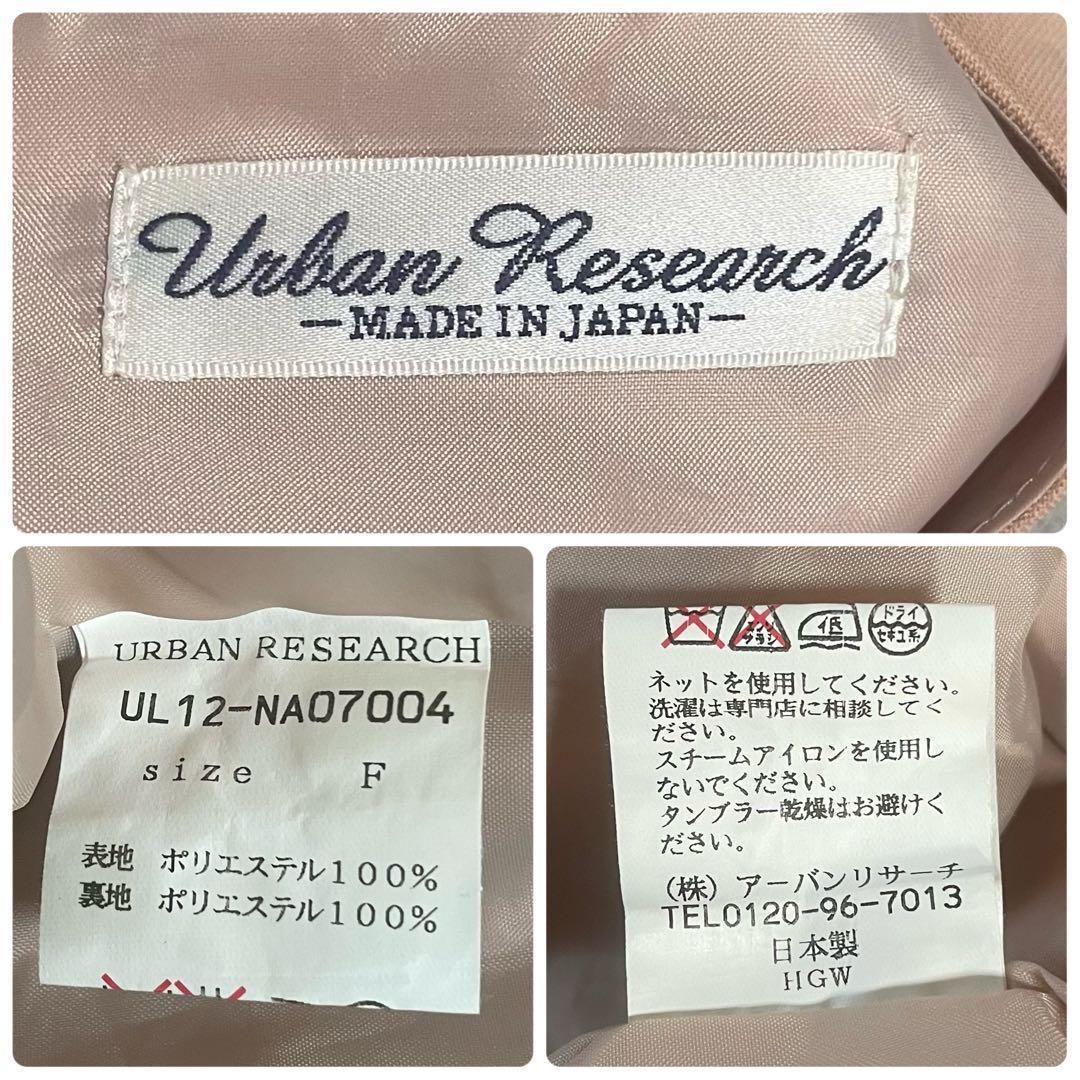 Urban Research
-MADE IN JAPAN-
URBAN RESEARCH
UL12-NA07004
size F
表地 ポリエステル100%
裏地 ポリエステル100%
低
ドライ
セキユ系
ネットを使用してください。
洗濯は専門店に相談してく
ださい。
スチームアイロンを使用し
ないでください。
タンブラー乾燥はお避けく
ださい。
(株) アーバンリサーチ
TEL0120-96-7013
日本製
HGW